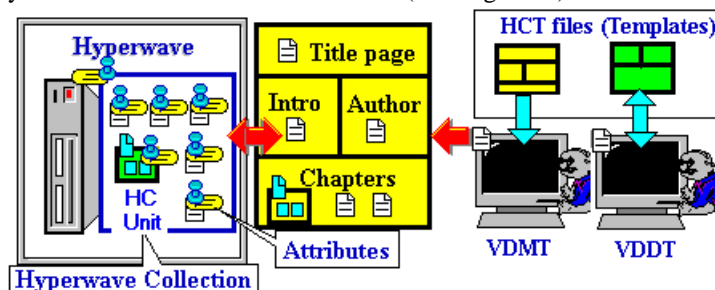 Hyperwave
HC
Unit
Hyperwave Collection
Attributes
Title page
Intro
Author
Chapters
HCT files (Templates)
VDMT
VDDT